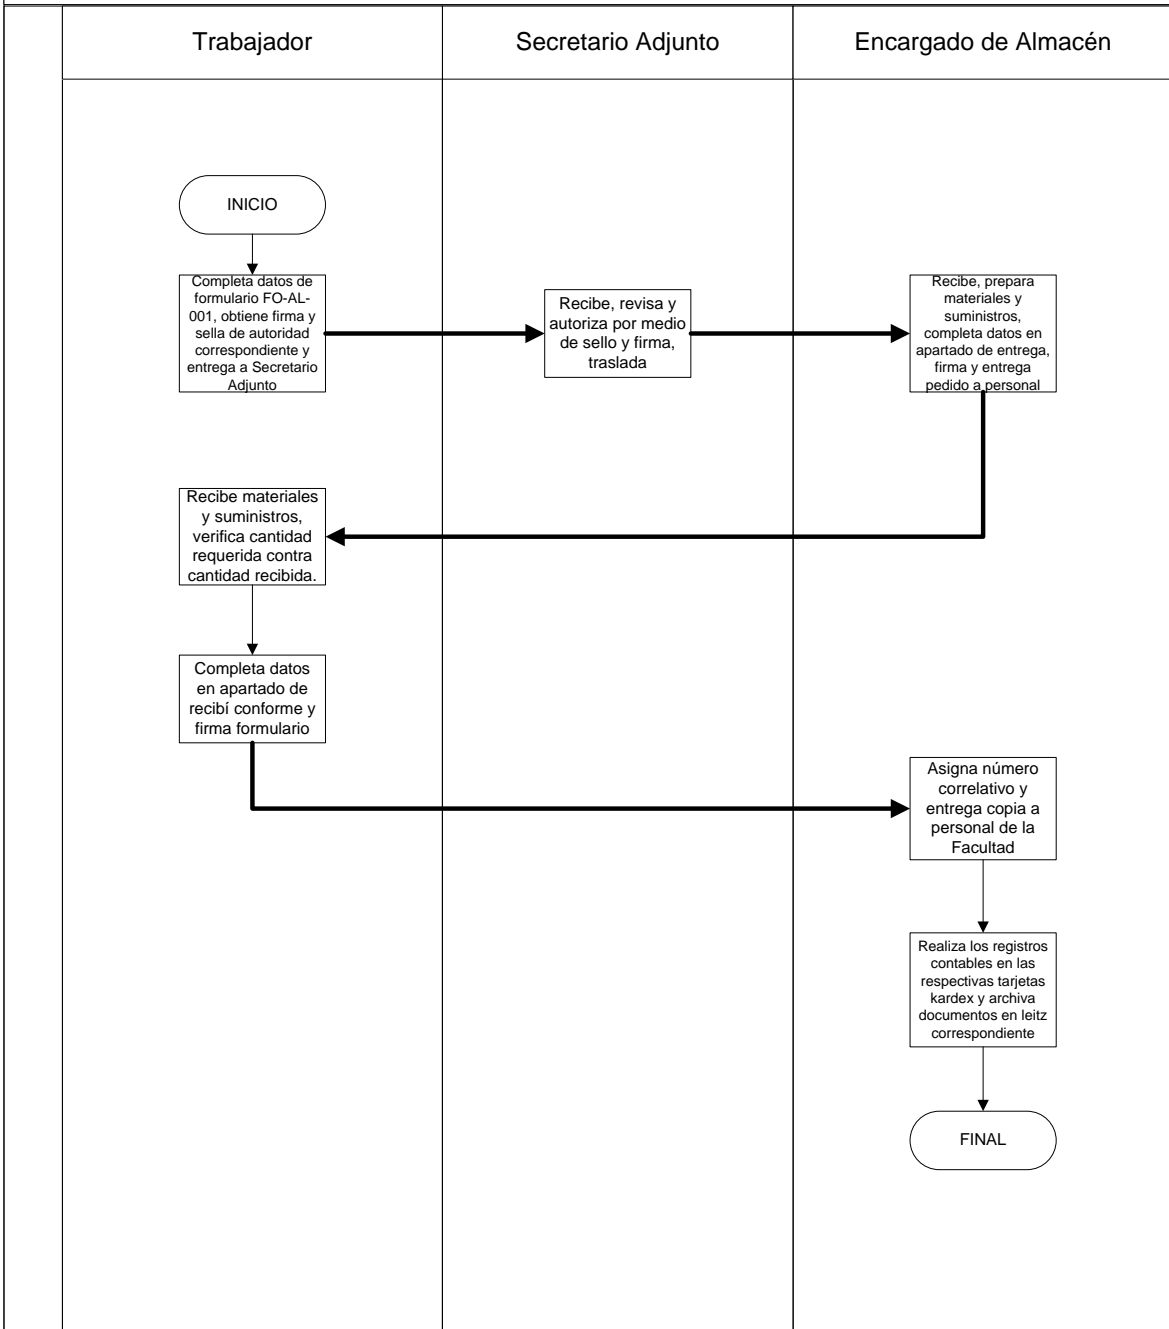 Trabajador
Secretario Adjunto
Encargado de Almacén
INICIO
Completa datos de
formulario FO-AL-
001, obtiene firma y
sella de autoridad
correspondiente y
entrega a Secretario
Adjunto
Recibe, revisa y
autoriza por medio
de sello y firma,
traslada
Recibe, prepara
materiales y
suministros,
completa datos en
apartado de entrega,
firma y entrega
pedido a personal
Recibe materiales
y suministros,
verifica cantidad
requerida contra
cantidad recibida.
Completa datos
en apartado de
recibí conforme y
firma formulario
Asigna número
correlativo y
entrega copia a
personal de la
Facultad
Realiza los registros
contables en las
respectivas tarjetas
kardex y archiva
documentos en leitz
correspondiente
FINAL